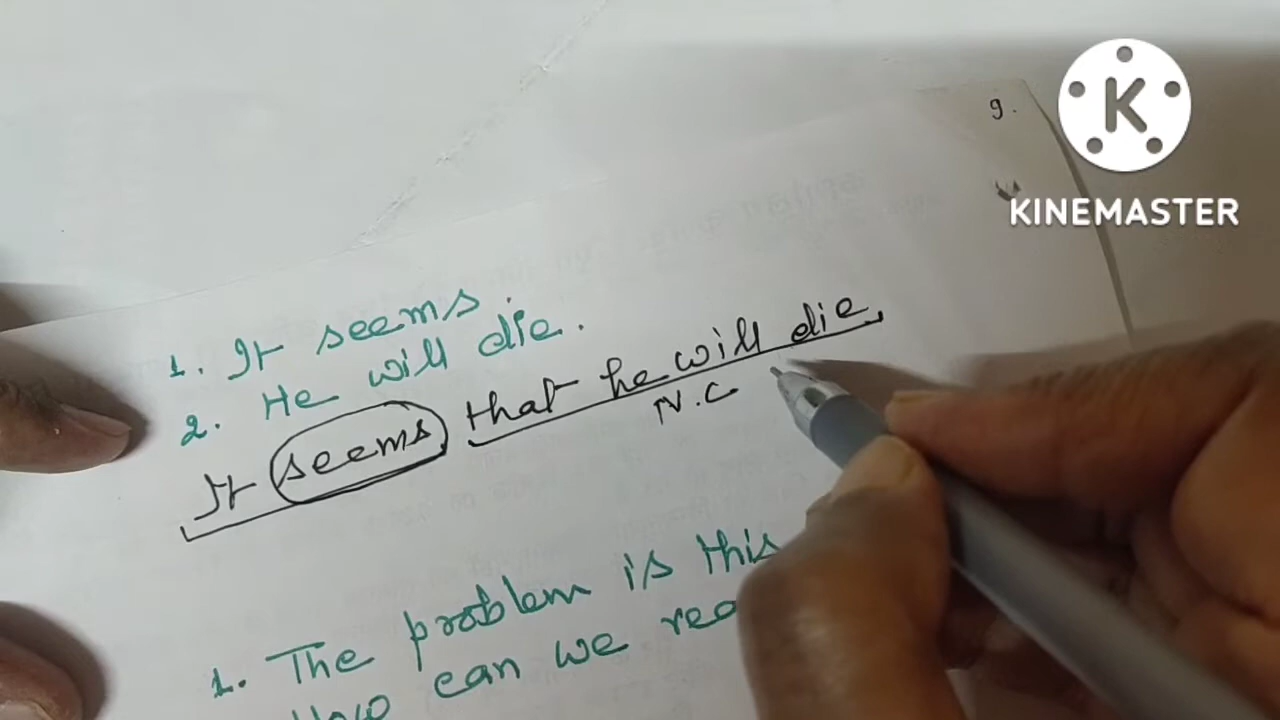 9.
K
KINEMASTER
1. It seems.
2. He will die.
It seems that he will die
N.C
1. The problem is this
can we